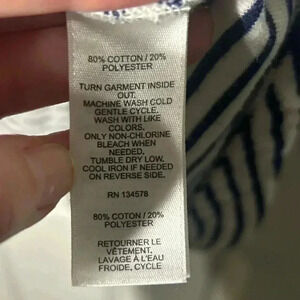 80% COTTON / 20%
POLYESTER
TURN GARMENT INSIDE
OUT.
MACHINE WASH COLD
GENTLE CYCLE.
WASH WITH LIKE
COLORS.
ONLY NON-CHLORINE
BLEACH WHEN
NEEDED.
TUMBLE DRY LOW.
COOL IRON IF NEEDED
ON REVERSE SIDE.
RN 134578
80% COTON / 20%
POLYESTER
RETOURNER LE
VÊTEMENT.
LAVAGE À L'EAU
FROIDE, CYCLE